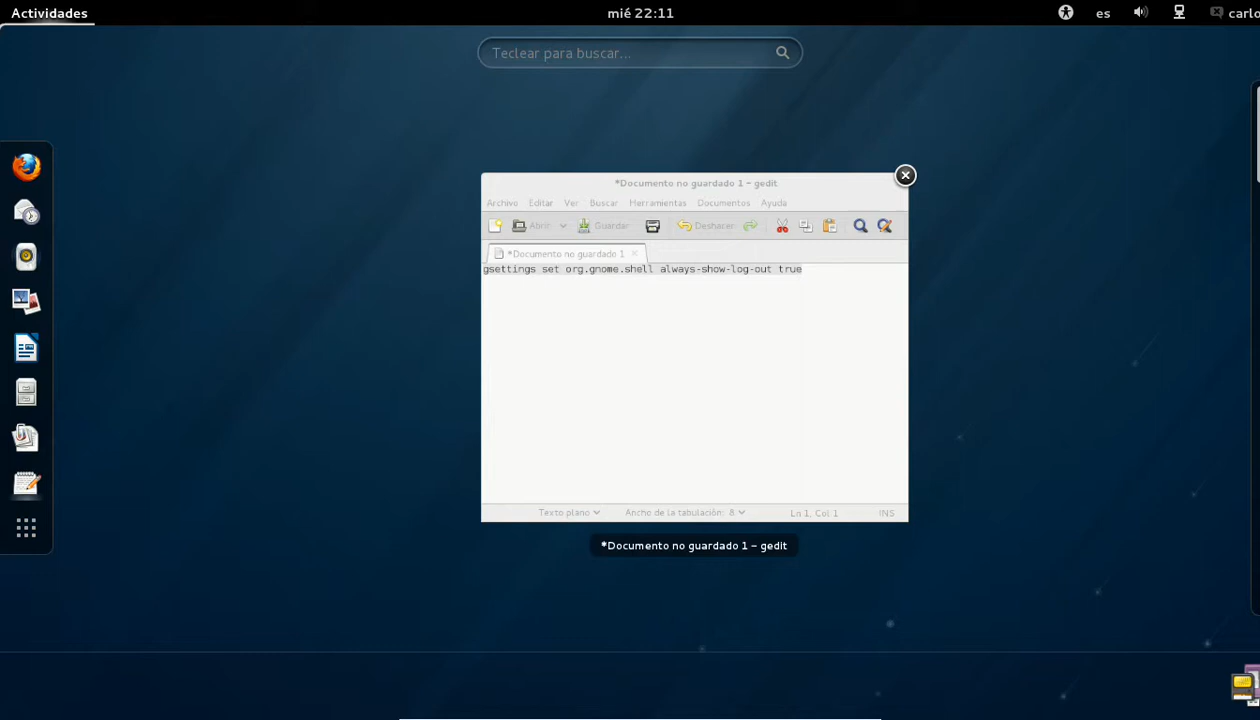 Actividades
mié 22:11
es
carlo
Teclear para buscar...
*Documento no guardado 1 – gedit
Archivo Editar Ver Buscar Herramientas Documentos Ayuda
Abrir Guardar Deshacer
*Documento no guardado 1
gsettings set org.gnome.shell always-show-log-out true
Texto plano Ancho de la tabulación: 8 Ln 1, Col 1 INS
*Documento no guardado 1 – gedit